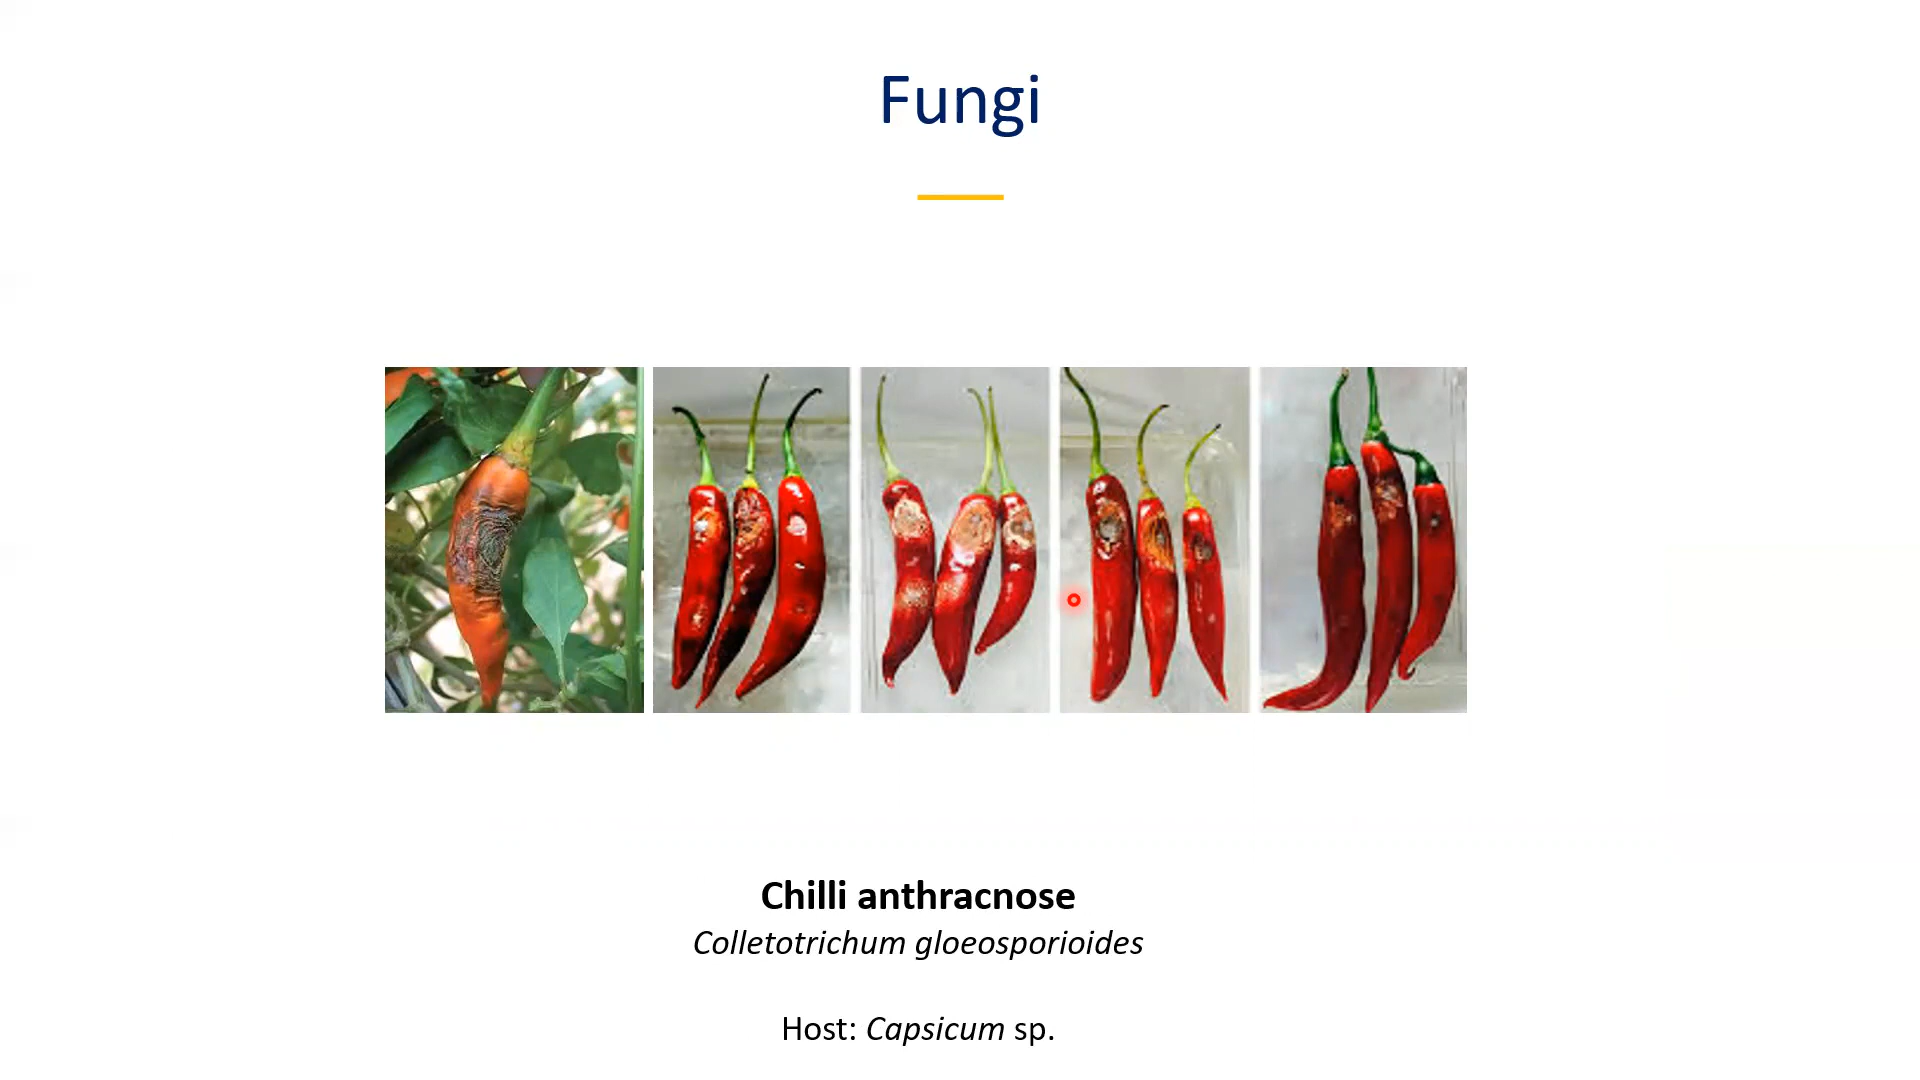 Fungi
Chilli anthracnose
Colletotrichum gloeosporioides
Host: Capsicum sp.